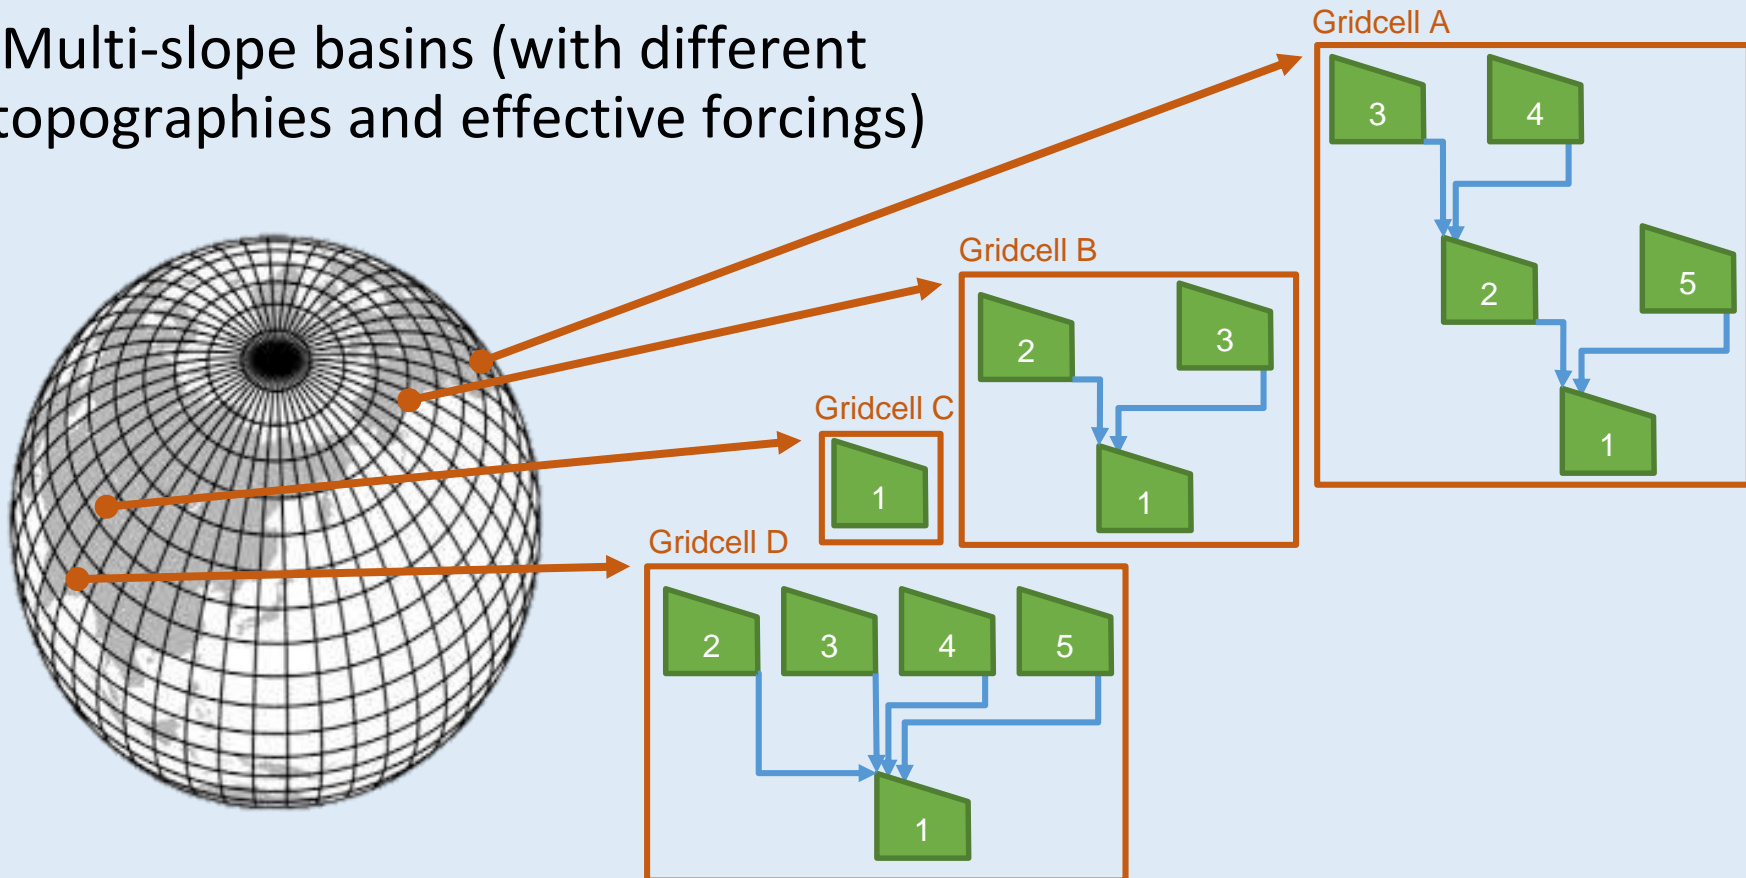 Multi-slope basins (with different
topographies and effective forcings)
Gridcell A
3
4
2
5
1
Gridcell B
2
3
1
Gridcell C
1
Gridcell D
2
3
4
5
1